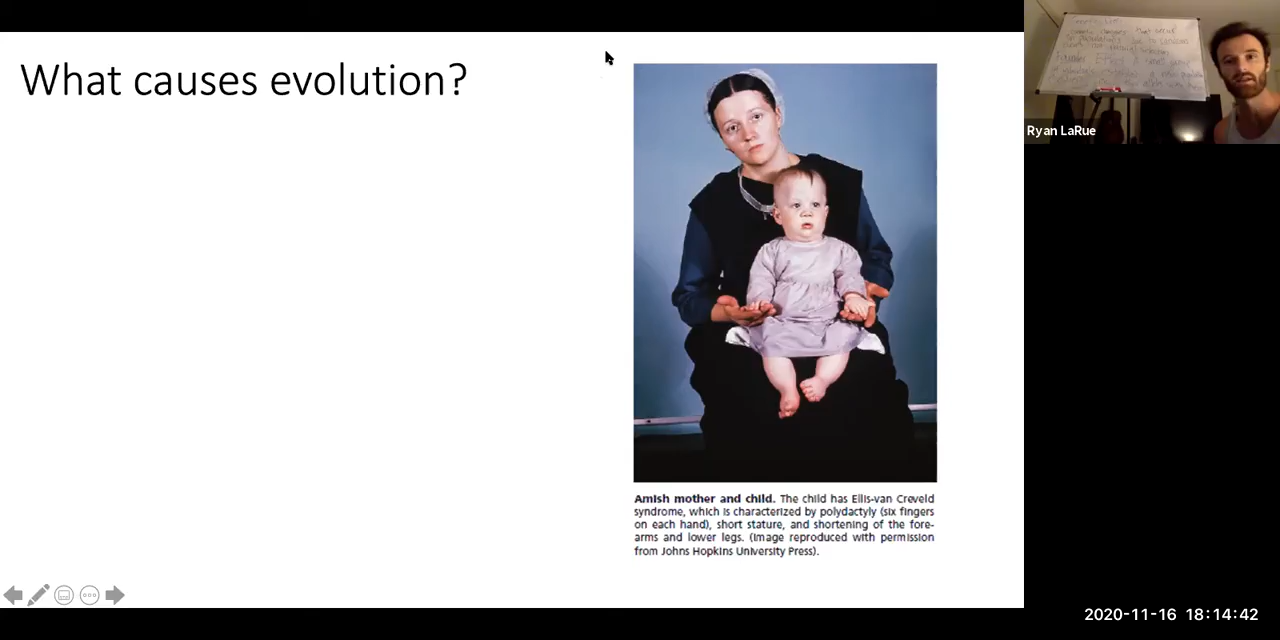 What causes evolution?
Ryan LaRue
Amish mother and child. The child has Ellis-van Creveld
syndrome, which is characterized by polydactyly (six fingers
on each hand), short stature, and shortening of the fore-
arms and lower legs. (Image reproduced with permission
from Johns Hopkins University Press).
2020-11-16 18:14:42